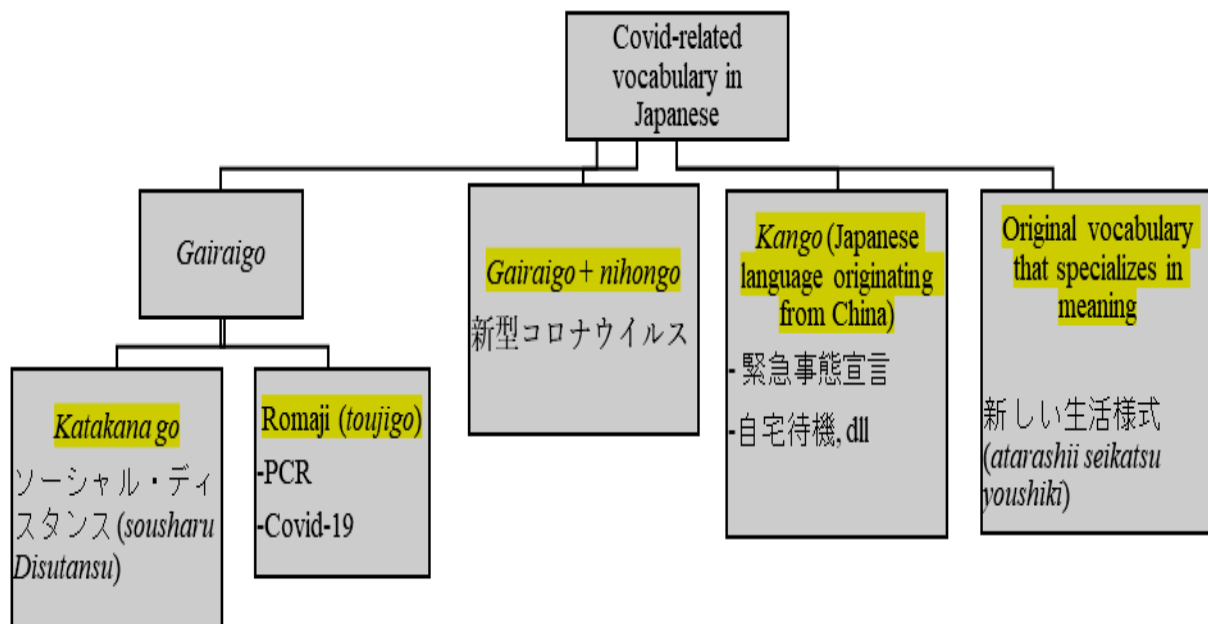 Covid-related
vocabulary in
Japanese
Gairaigo
Gairaigo + nihongo
新型コロナウイルス
Kango (Japanese
language originating
from China)
- 緊急事態宣言
-自宅待機, dll
Original vocabulary
that specializes in
meaning
新しい生活様式
(atarashii seikatsu
youshiki)
Katakana go
ソーシャル・ディ
スタンス (sousharu
Disutansu)
Romaji (toujigo)
-PCR
-Covid-19